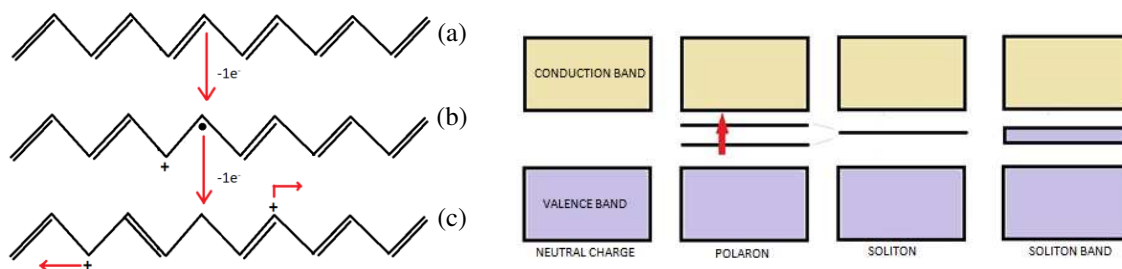 (a)
-1e-
(b)
+
-1e-
+
(c)
+
CONDUCTION BAND
VALENCE BAND
NEUTRAL CHARGE
POLARON
SOLITON
SOLITON BAND